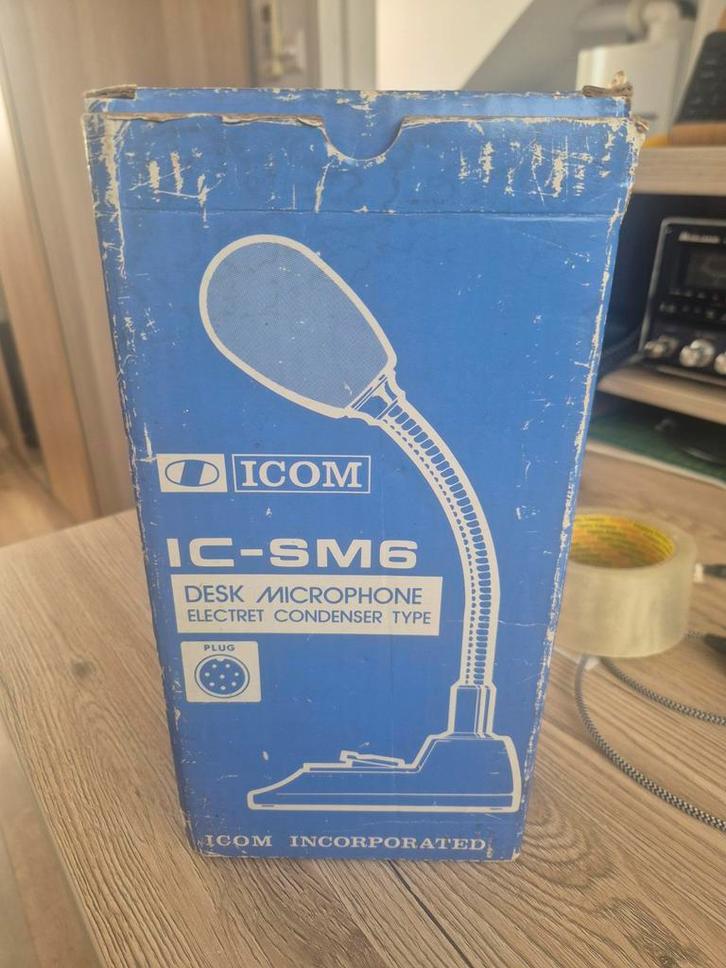 ICOM
IC-SM6
DESK MICROPHONE
ELECTRET CONDENSER TYPE
PLUG
ICOM INCORPORATED